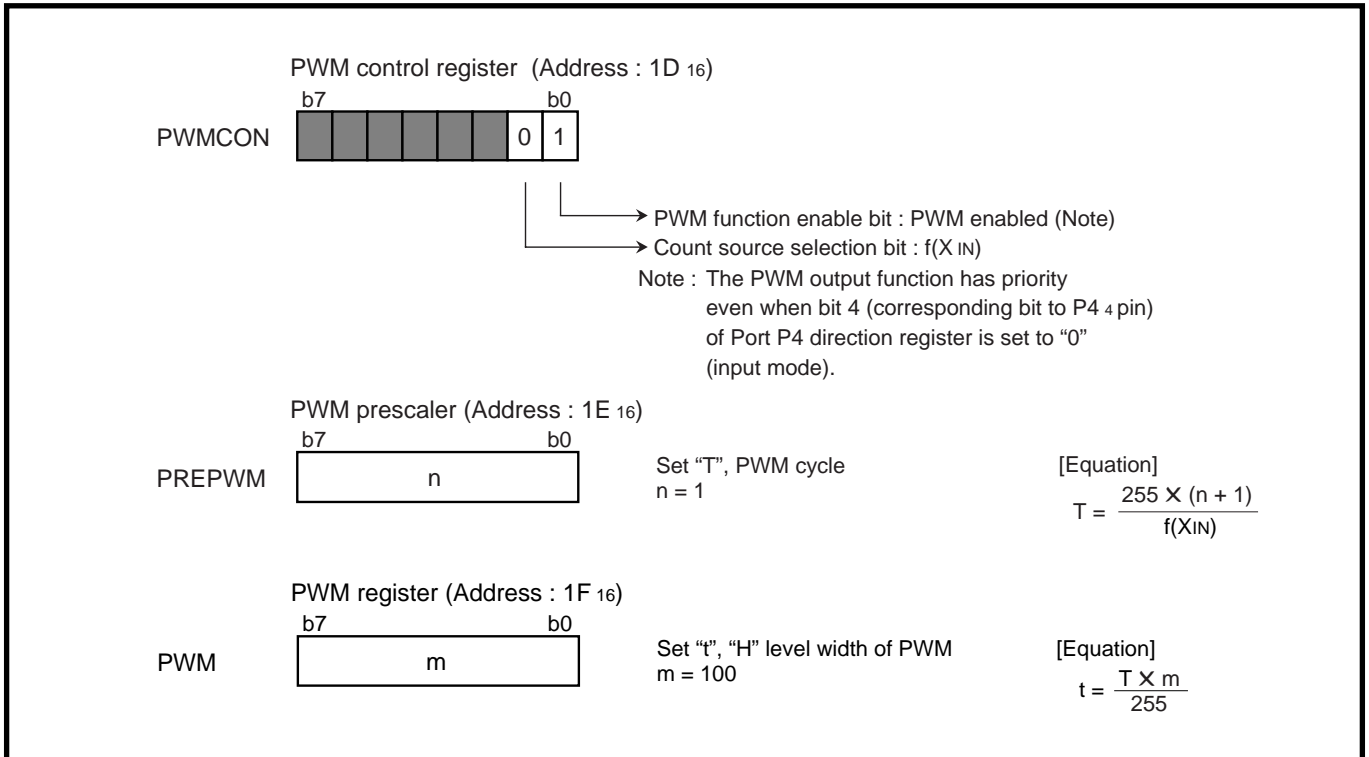 PWM control register (Address : 1D 16)
b7 b0
PWMCON 0 1
PWM function enable bit : PWM enabled (Note)
Count source selection bit : f(X IN)
Note : The PWM output function has priority
even when bit 4 (corresponding bit to P4 4 pin)
of Port P4 direction register is set to “0”
(input mode).
PWM prescaler (Address : 1E 16)
b7 b0
PREPWM n
Set “T”, PWM cycle
n = 1
[Equation]
T = 255 X (n + 1)
f(XIN)
PWM register (Address : 1F 16)
b7 b0
PWM m
Set “t”, “H” level width of PWM
m = 100
[Equation]
t = T X m
255